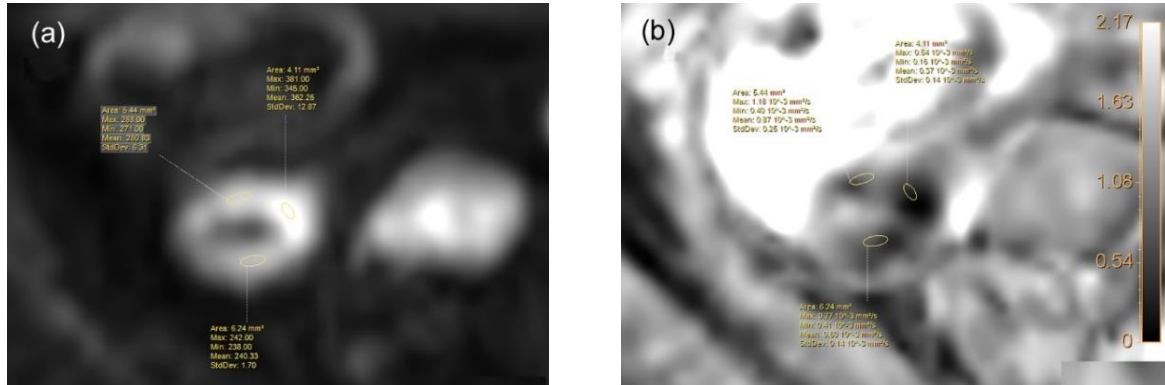 (a)
Area: 4.11 mm²
Max: 381.00
Min: 345.00
Mean: 362.25
StdDev: 12.87
Area: 5.44 mm²
Max: 288.00
Min: 271.00
Mean: 280.83
StdDev: 6.31
Area: 6.24 mm²
Max: 242.00
Min: 238.00
Mean: 240.33
StdDev: 1.70
(b)
Area: 4.11 mm²
Max: 0.64 10^-3 mm²/s
Min: 0.16 10^-3 mm²/s
Mean: 0.37 10^-3 mm²/s
StdDev: 0.14 10^-3 mm²/s
Area: 5.44 mm²
Max: 1.18 10^-3 mm²/s
Min: 0.40 10^-3 mm²/s
Mean: 0.87 10^-3 mm²/s
StdDev: 0.25 10^-3 mm²/s
Area: 6.24 mm²
Max: 0.77 10^-3 mm²/s
Min: 0.41 10^-3 mm²/s
Mean: 0.60 10^-3 mm²/s
StdDev: 0.14 10^-3 mm²/s
2.17
1.63
1.08
0.54
0